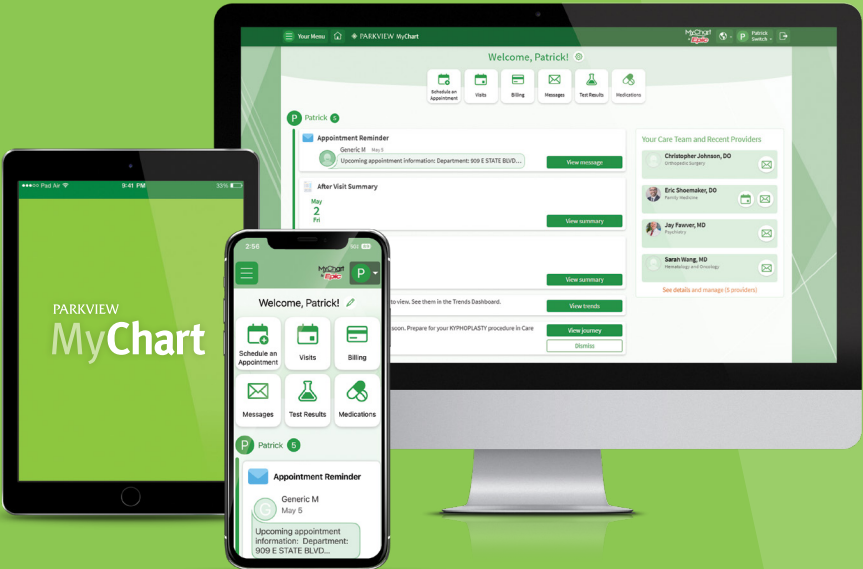 Your Menu
PARKVIEW MyChart
MyChart
Epic
P
Patrick
Switch
Welcome, Patrick!
Schedule an
Appointment
Visits
Billing
Messages
Test Results
Medications
P Patrick 5
Appointment Reminder
Generic M May 5
Upcoming appointment information: Department: 909 E STATE BLVD...
View message
After Visit Summary
May
2
Fri
View summary
View summary
to view. See them in the Trends Dashboard.
View trends
soon. Prepare for your KYPHOPLASTY procedure in Care
View journey
Dismiss
Your Care Team and Recent Providers
Christopher Johnson, DO
Orthopedic Surgery
Eric Shoemaker, DO
Family Medicine
Jay Fawver, MD
Psychiatry
Sarah Wang, MD
Hematology and Oncology
See details and manage (5 providers)
Pad Air
9:41 PM
33%
PARKVIEW
MyChart
2:56
MyChart
Epic
P
Welcome, Patrick!
Schedule an
Appointment
Visits
Billing
Messages
Test Results
Medications
P Patrick 5
Appointment Reminder
G
Generic M
May 5
Upcoming appointment
information: Department:
909 E STATE BLVD...